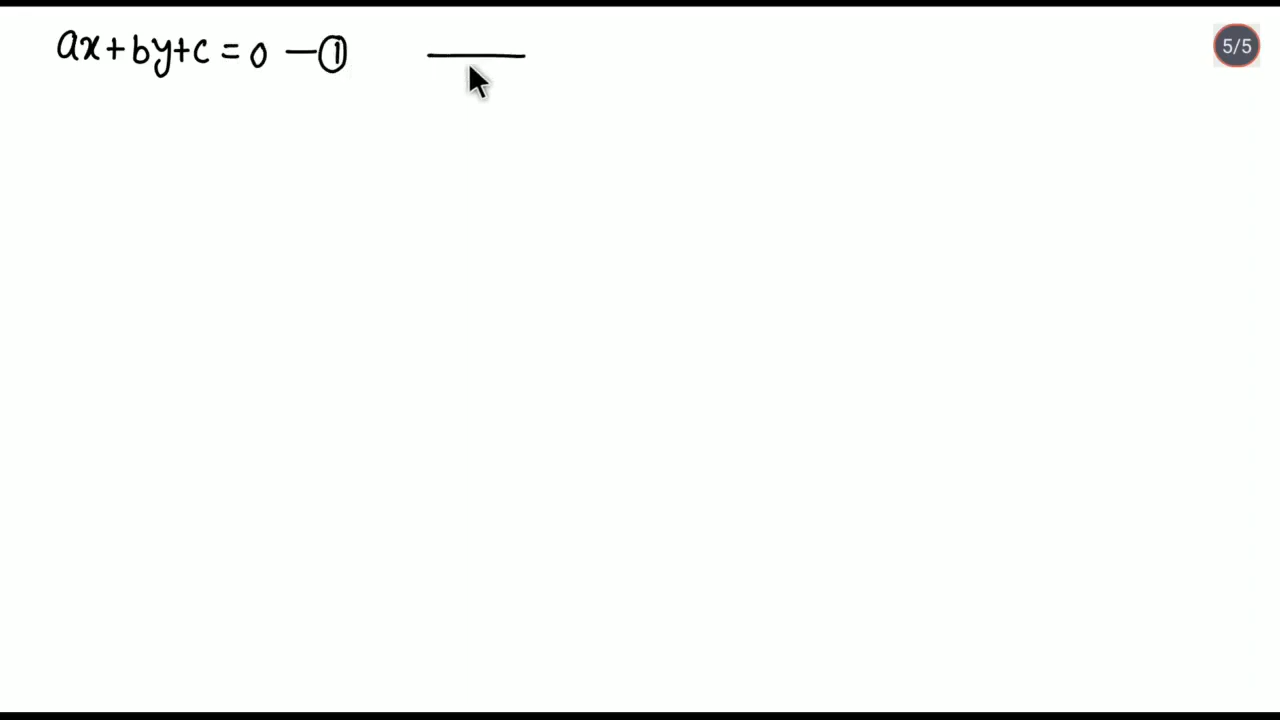 ax+by+c = 0 —① ——
5/5